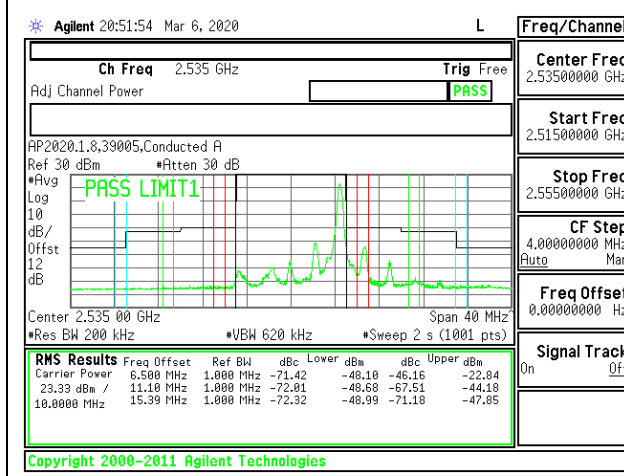 Agilent 20:51:54 Mar 6, 2020 L
Freq/Channel
Ch Freq 2.535 GHz Trig Free
Adj Channel Power PASS
AP2020.1.8,39005,Conducted A
Ref 30 dBm #Atten 30 dB
#Avg
Log
10
dB/
Offst
12
dB
PASS LIMIT1
Center 2.535 00 GHz Span 40 MHz
#Res BW 200 kHz #VBW 620 kHz #Sweep 2 s (1001 pts)
RMS Results Freq Offset Ref BW dBc Lower dBm dBc Upper dBm
Carrier Power 6.500 MHz 1.000 MHz -71.42 -48.10 -46.16 -22.84
23.33 dBm / 11.10 MHz 1.000 MHz -72.01 -48.68 -67.51 -44.18
10.0000 MHz 15.39 MHz 1.000 MHz -72.32 -48.99 -71.18 -47.85
Copyright 2000-2011 Agilent Technologies
Center Freq
2.53500000 GHz
Start Freq
2.51500000 GHz
Stop Freq
2.55500000 GHz
CF Step
4.00000000 MHz
Auto Man
Freq Offset
0.00000000 Hz
Signal Track
On Off